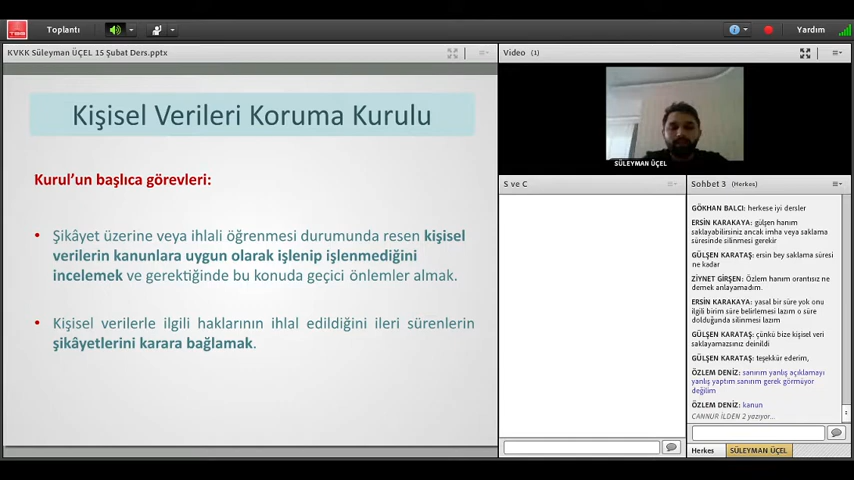 Toplantı
Yardım
KVKK Süleyman ÜÇEL 15 Şubat Ders.pptx
Kişisel Verileri Koruma Kurulu
Kurul'un başlıca görevleri:
• Şikâyet üzerine veya ihlali öğrenmesi durumunda resen kişisel
verilerin kanunlara uygun olarak işlenip işlenmediğini
incelemek ve gerektiğinde bu konuda geçici önlemler almak.
• Kişisel verilerle ilgili haklarının ihlal edildiğini ileri sürenlerin
şikâyetlerini karara bağlamak.
Video (1)
SÜLEYMAN ÜÇEL
S ve C
Sohbet 3 (Herkes)
GÖKHAN BALCI: herkese iyi dersler
ERSİN KARAKAYA: gülşen hanım
saklayabilirsiniz ancak imha veya saklama
süresinde silinmesi gerekir
GÜLŞEN KARATAŞ: ersin bey saklama süresi
ne kadar
ZİYNET GİRŞEN: Özlem hanım orantısız ne
demek anlayamadım.
ERSİN KARAKAYA: yasal bir süre yok onu
ilgili birim süre belirlemesi lazım o süre
dolduğunda silinmesi lazım
GÜLŞEN KARATAŞ: çünkü bize kişisel veri
saklayamazsınız deinildi
GÜLŞEN KARATAŞ: teşekkür ederim,
ÖZLEM DENİZ: sanırım yanlış açıklamayı
yanlış yaptım sanırım gerek görmüyor
değilim
ÖZLEM DENİZ: kanun
CANNUR İLDEN 2 yazıyor...
Herkes
SÜLEYMAN ÜÇEL